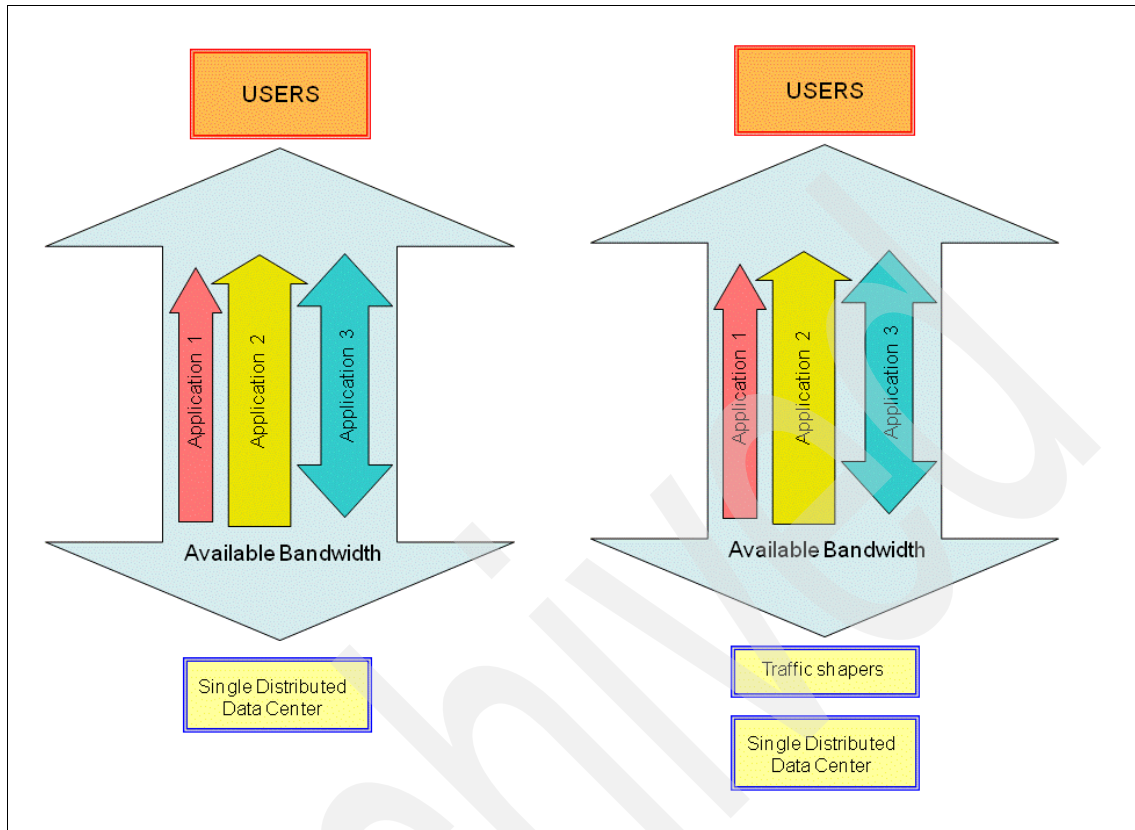 USERS
Application 1
Application 2
Application 3
Available Bandwidth
Single Distributed
Data Center
USERS
Application 1
Application 2
Application 3
Available Bandwidth
Traffic shapers
Single Distributed
Data Center